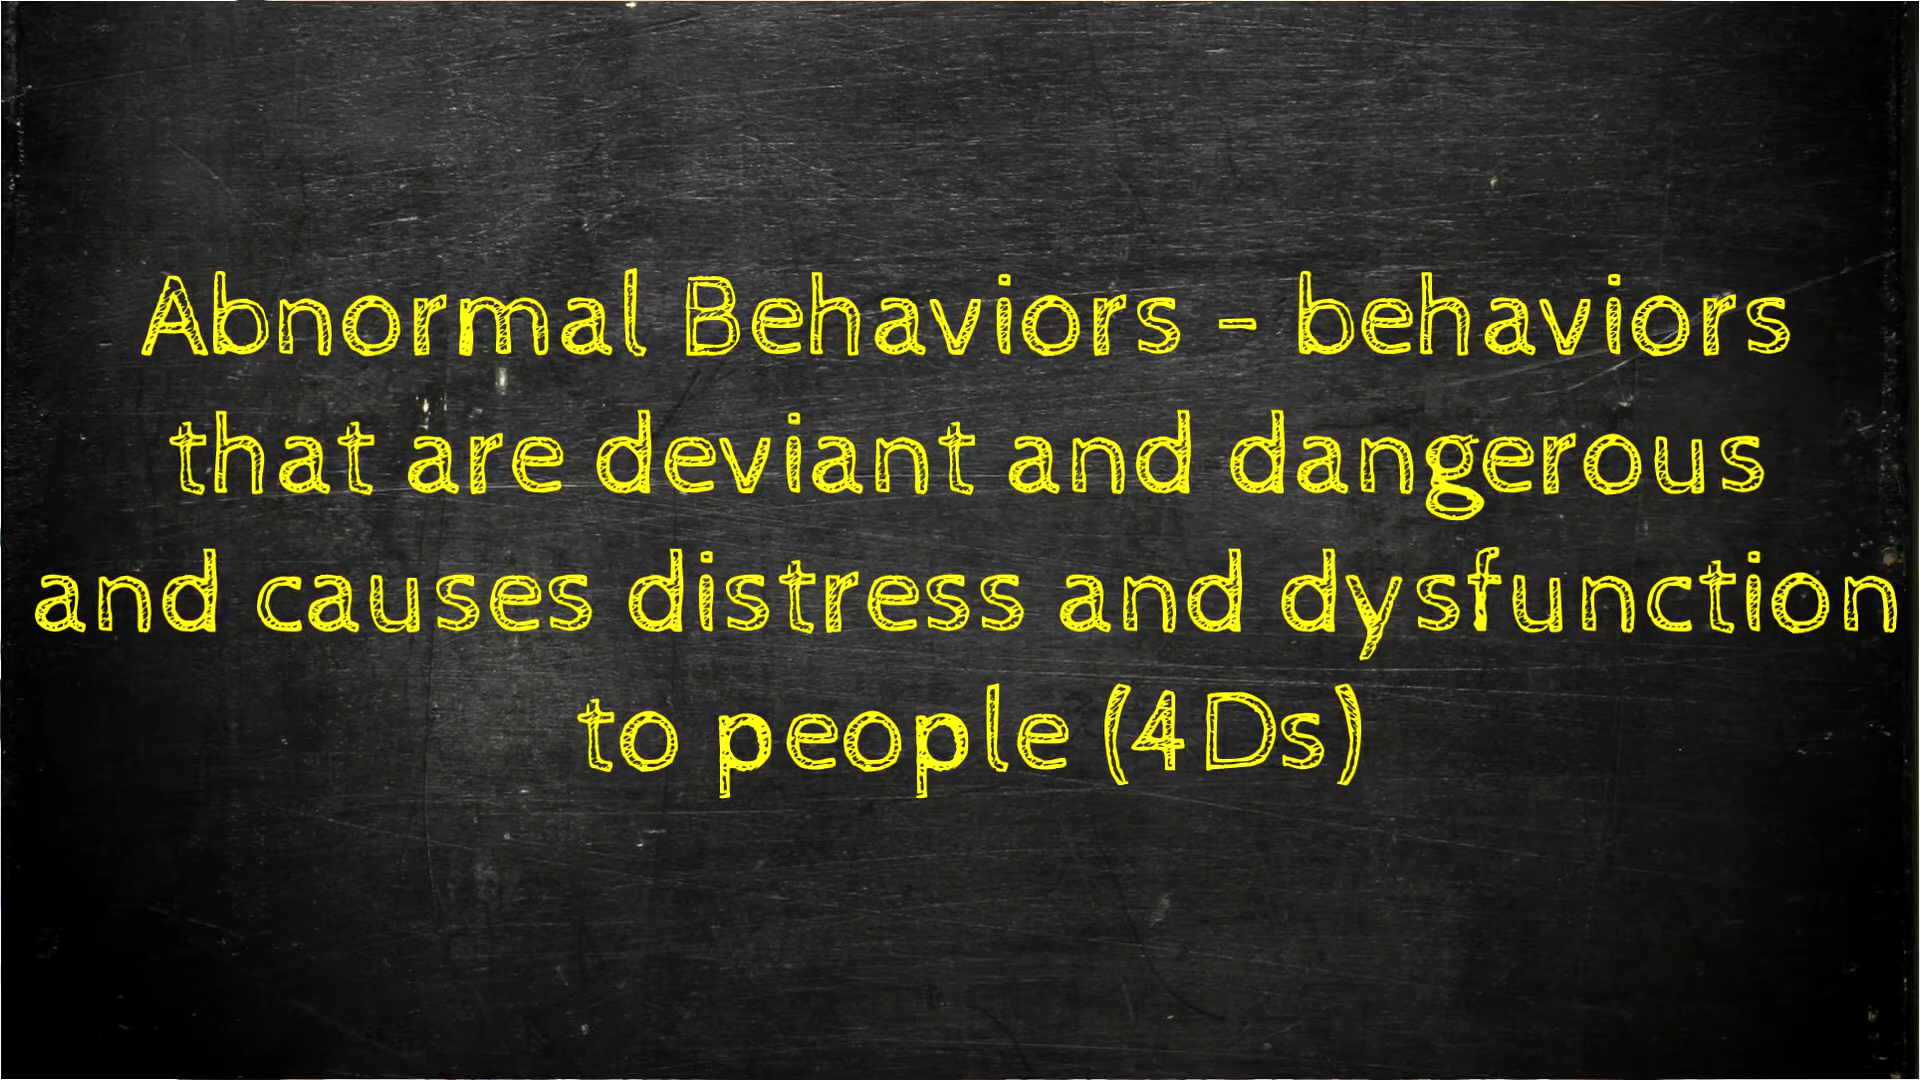 Abnormal Behaviors - behaviors
that are deviant and dangerous
and causes distress and dysfunction
to people (4Ds)